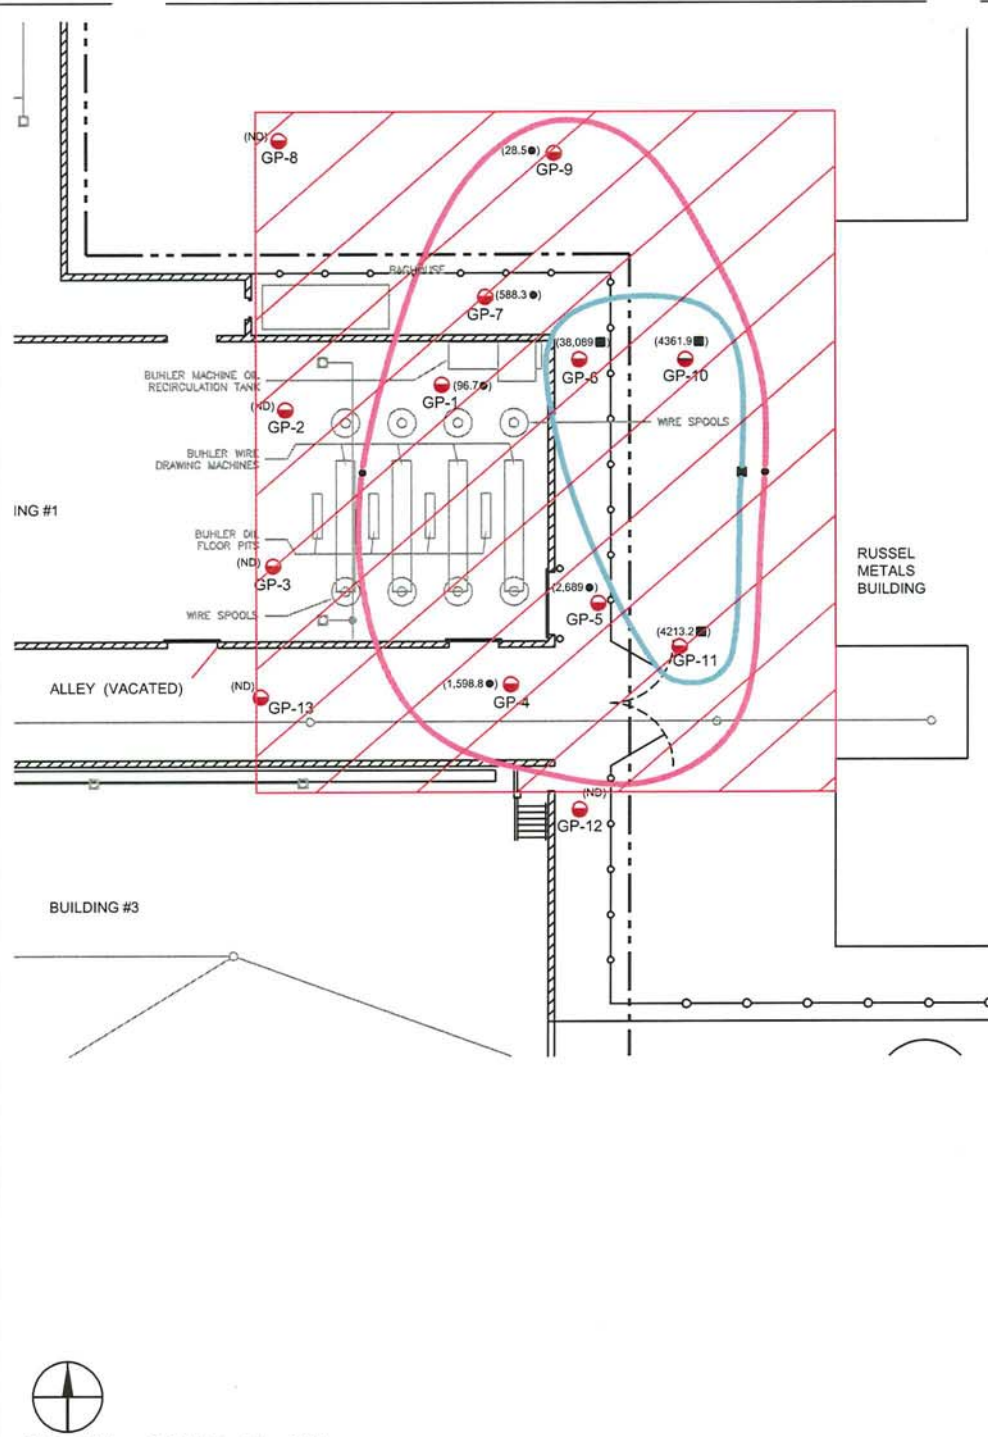 (ND)
GP-8
(28.5●)
GP-9
BAGHOUSE
(588.3●)
GP-7
(38,089■)
GP-6
(4361.9■)
GP-10
BUHLER MACHINE OIL
RECIRCULATION TANK
(96.7●)
GP-1
(ND)
GP-2
WIRE SPOOLS
BUHLER WIRE
DRAWING MACHINES
ING #1
BUHLER OIL
FLOOR PITS
(ND)
GP-3
RUSSEL
METALS
BUILDING
(2,689●)
GP-5
WIRE SPOOLS
(4213.2■)
GP-11
ALLEY (VACATED)
(ND)
GP-13
(1,598.8●)
GP-4
(ND)
GP-12
BUILDING #3